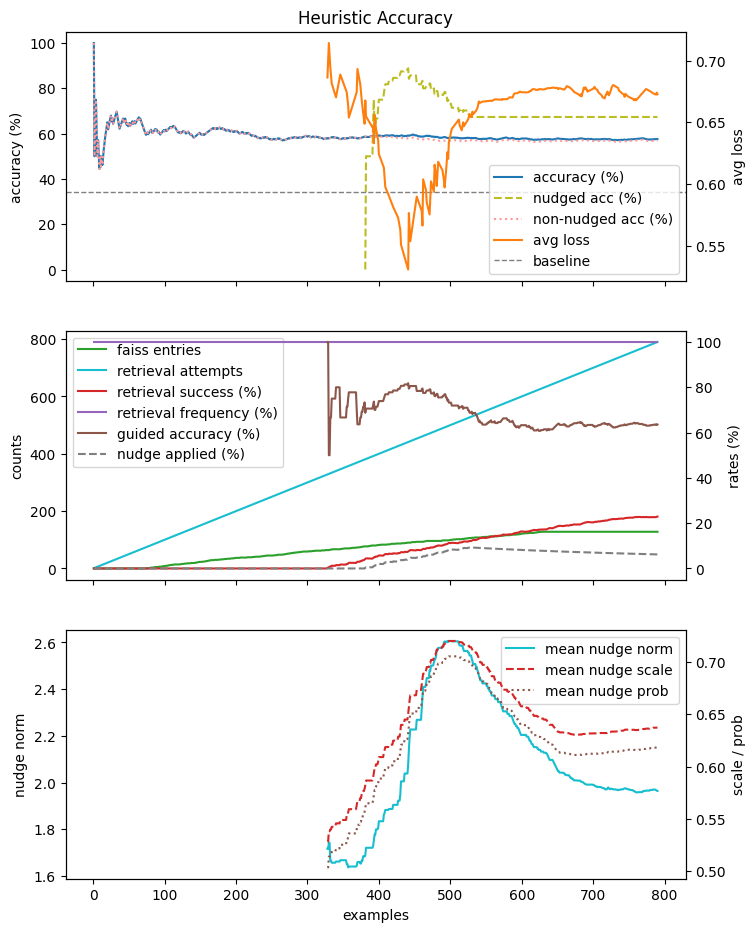 Heuristic Accuracy
100
80
60
40
20
0
accuracy (%)
0.70
0.65
0.60
0.55
avg loss
accuracy (%)
nudged acc (%)
non-nudged acc (%)
avg loss
baseline
800
600
400
200
0
counts
100
80
60
40
20
0
rates (%)
faiss entries
retrieval attempts
retrieval success (%)
retrieval frequency (%)
guided accuracy (%)
nudge applied (%)
2.6
2.4
2.2
2.0
1.8
1.6
nudge norm
0.70
0.65
0.60
0.55
0.50
scale / prob
mean nudge norm
mean nudge scale
mean nudge prob
0 100 200 300 400 500 600 700 800
examples